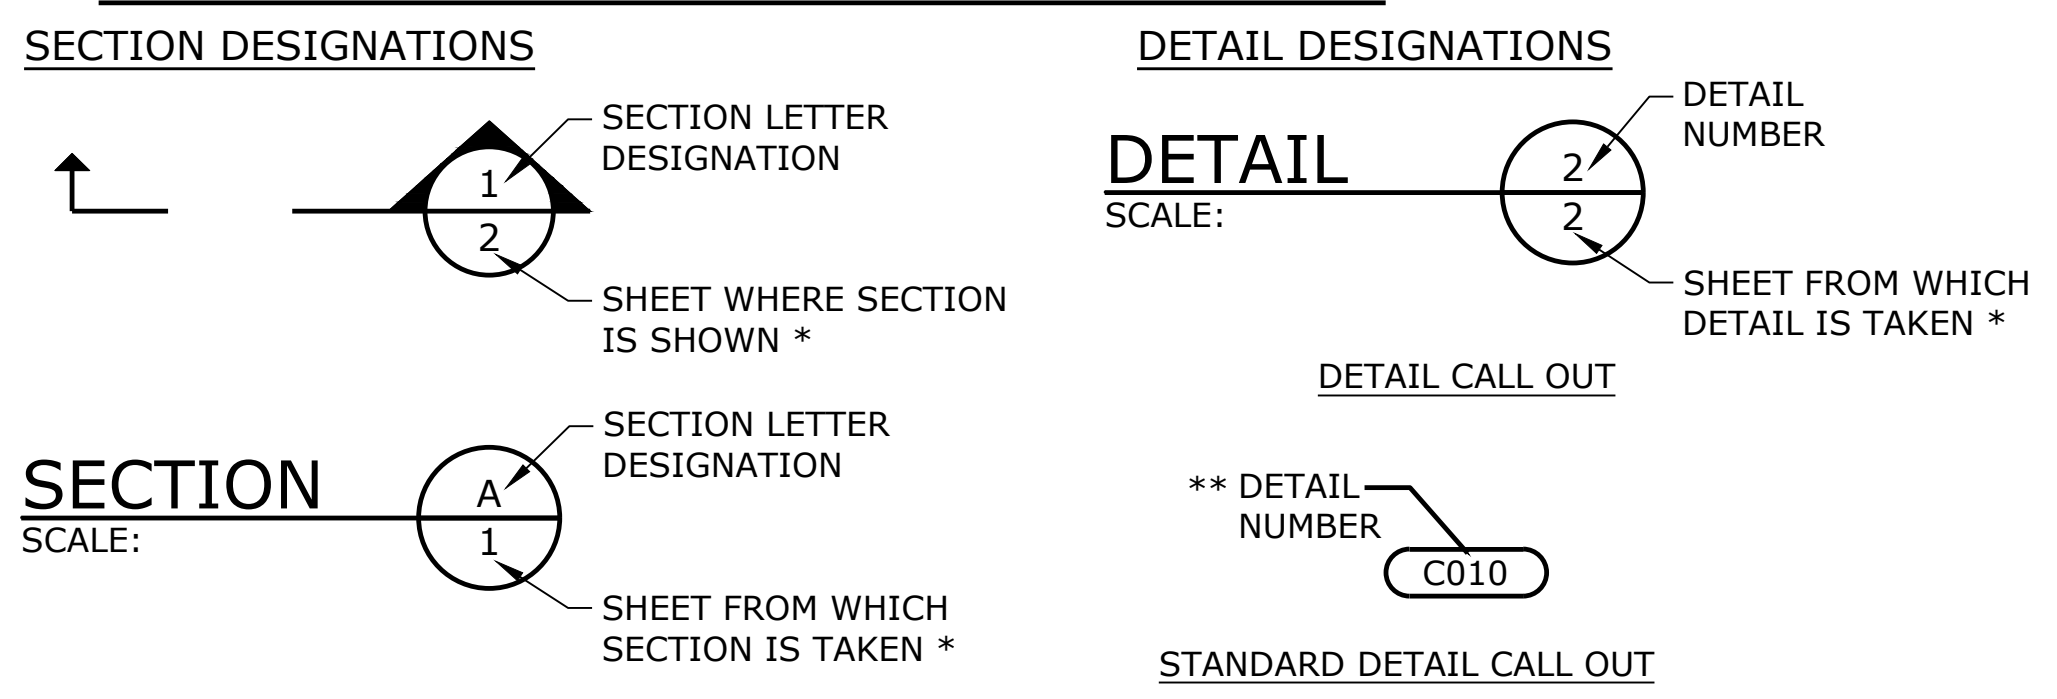 SECTION DESIGNATIONS
SECTION LETTER
DESIGNATION
1
2
SHEET WHERE SECTION
IS SHOWN *
SECTION LETTER
DESIGNATION
SECTION
A
SCALE:
1
SHEET FROM WHICH
SECTION IS TAKEN *
DETAIL DESIGNATIONS
DETAIL
NUMBER
DETAIL
2
SCALE:
2
SHEET FROM WHICH
DETAIL IS TAKEN *
DETAIL CALL OUT
** DETAIL
NUMBER
C010
STANDARD DETAIL CALL OUT